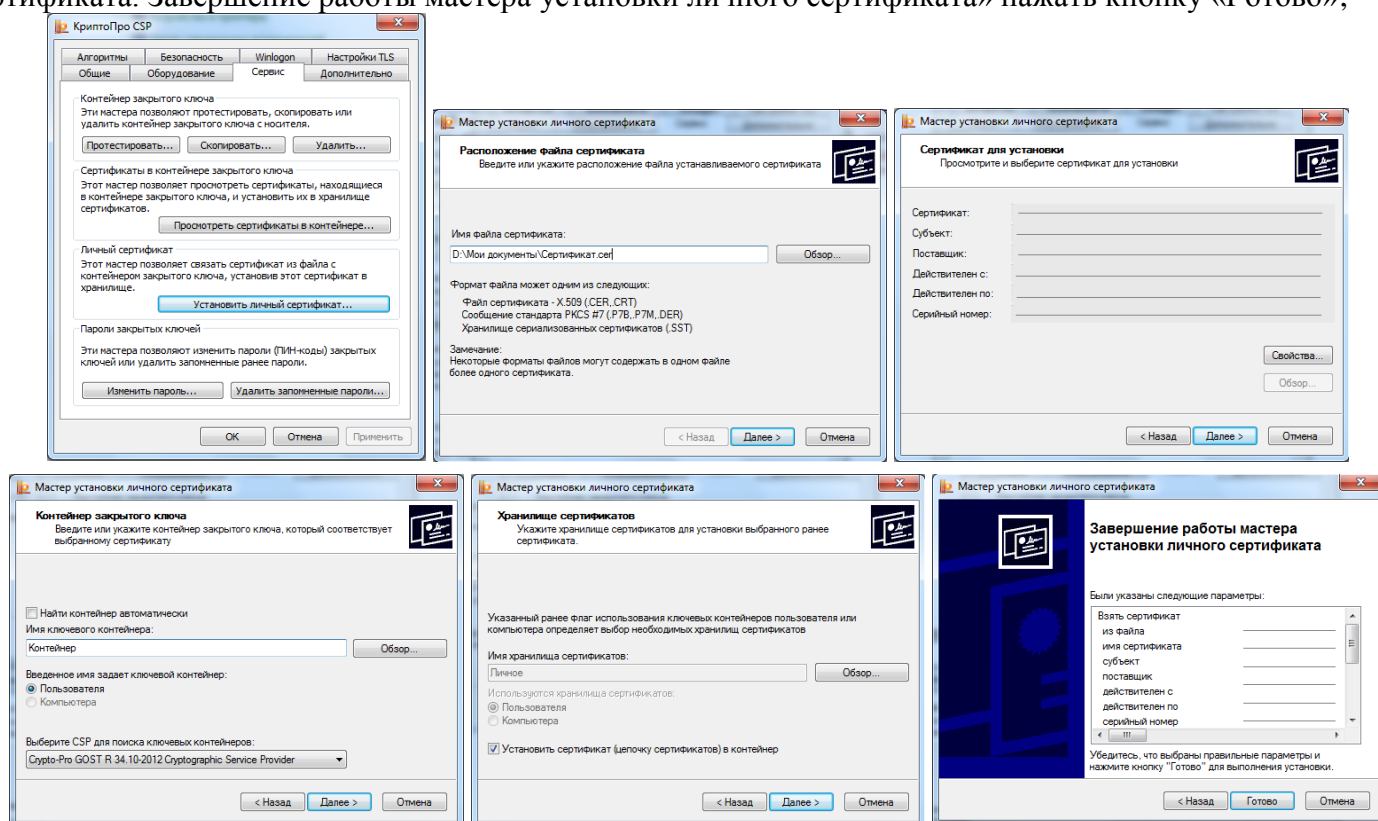 ртификата. Завершение работы мастера установки личного сертификата» нажать кнопку «Готово»;
КриптоПро CSP
Алгоритмы Безопасность Winlogon Настройки TLS
Общие Оборудование Сервис Дополнительно
Контейнер закрытого ключа
Эти мастера позволяют протестировать, скопировать или
удалить контейнер закрытого ключа с носителя.
Протестировать... Скопировать... Удалить...
Сертификаты в контейнере закрытого ключа
Этот мастер позволяет просмотреть сертификаты, находящиеся
в контейнере закрытого ключа, и установить их в хранилище
сертификатов.
Просмотреть сертификаты в контейнере...
Личный сертификат
Этот мастер позволяет связать сертификат из файла с
контейнером закрытого ключа, установив этот сертификат в
хранилище.
Установить личный сертификат...
Пароли закрытых ключей
Эти мастера позволяют изменить пароли (ПИН-коды) закрытых
ключей или удалить запомненные ранее пароли.
Изменить пароль... Удалить запомненные пароли...
ОК Отмена Применить
Мастер установки личного сертификата
Расположение файла сертификата
Введите или укажите расположение файла устанавливаемого сертификата
Имя файла сертификата:
D:\Мои документы\Сертификат.cer Обзор...
Формат файла может одним из следующих:
Файл сертификата - X.509 (.CER,.CRT)
Сообщение стандарта PKCS #7 (.P7B,.P7M,.DER)
Хранилище сериализованных сертификатов (.SST)
Замечание:
Некоторые форматы файлов могут содержать в одном файле
более одного сертификата.
< Назад Далее > Отмена
Мастер установки личного сертификата
Сертификат для установки
Просмотрите и выберите сертификат для установки
Сертификат:
Субъект:
Поставщик:
Действителен с:
Действителен по:
Серийный номер:
Свойства...
Обзор...
< Назад Далее > Отмена
Мастер установки личного сертификата
Контейнер закрытого ключа
Введите или укажите контейнер закрытого ключа, который соответствует
выбранному сертификату
Найти контейнер автоматически
Имя ключевого контейнера:
Контейнер Обзор...
Введенное имя задает ключевой контейнер:
Пользователя
Компьютера
Выберите CSP для поиска ключевых контейнеров:
Crypto-Pro GOST R 34.10-2012 Cryptographic Service Provider
< Назад Далее > Отмена
Мастер установки личного сертификата
Хранилище сертификатов
Укажите хранилище сертификатов для установки выбранного ранее
сертификата.
Указанный ранее флаг использования ключевых контейнеров пользователя или
компьютера определяет выбор необходимых хранилищ сертификатов
Имя хранилища сертификатов:
Личное Обзор...
Используются хранилища сертификатов:
Пользователя
Компьютера
Установить сертификат (цепочку сертификатов) в контейнер
< Назад Далее > Отмена
Мастер установки личного сертификата
Завершение работы мастера
установки личного сертификата
Были указаны следующие параметры:
Взять сертификат
из файла
имя сертификата
субъект
поставщик
действителен с
действителен по
серийный номер
Убедитесь, что выбраны правильные параметры и
нажмите кнопку "Готово" для выполнения установки.
< Назад Готово Отмена